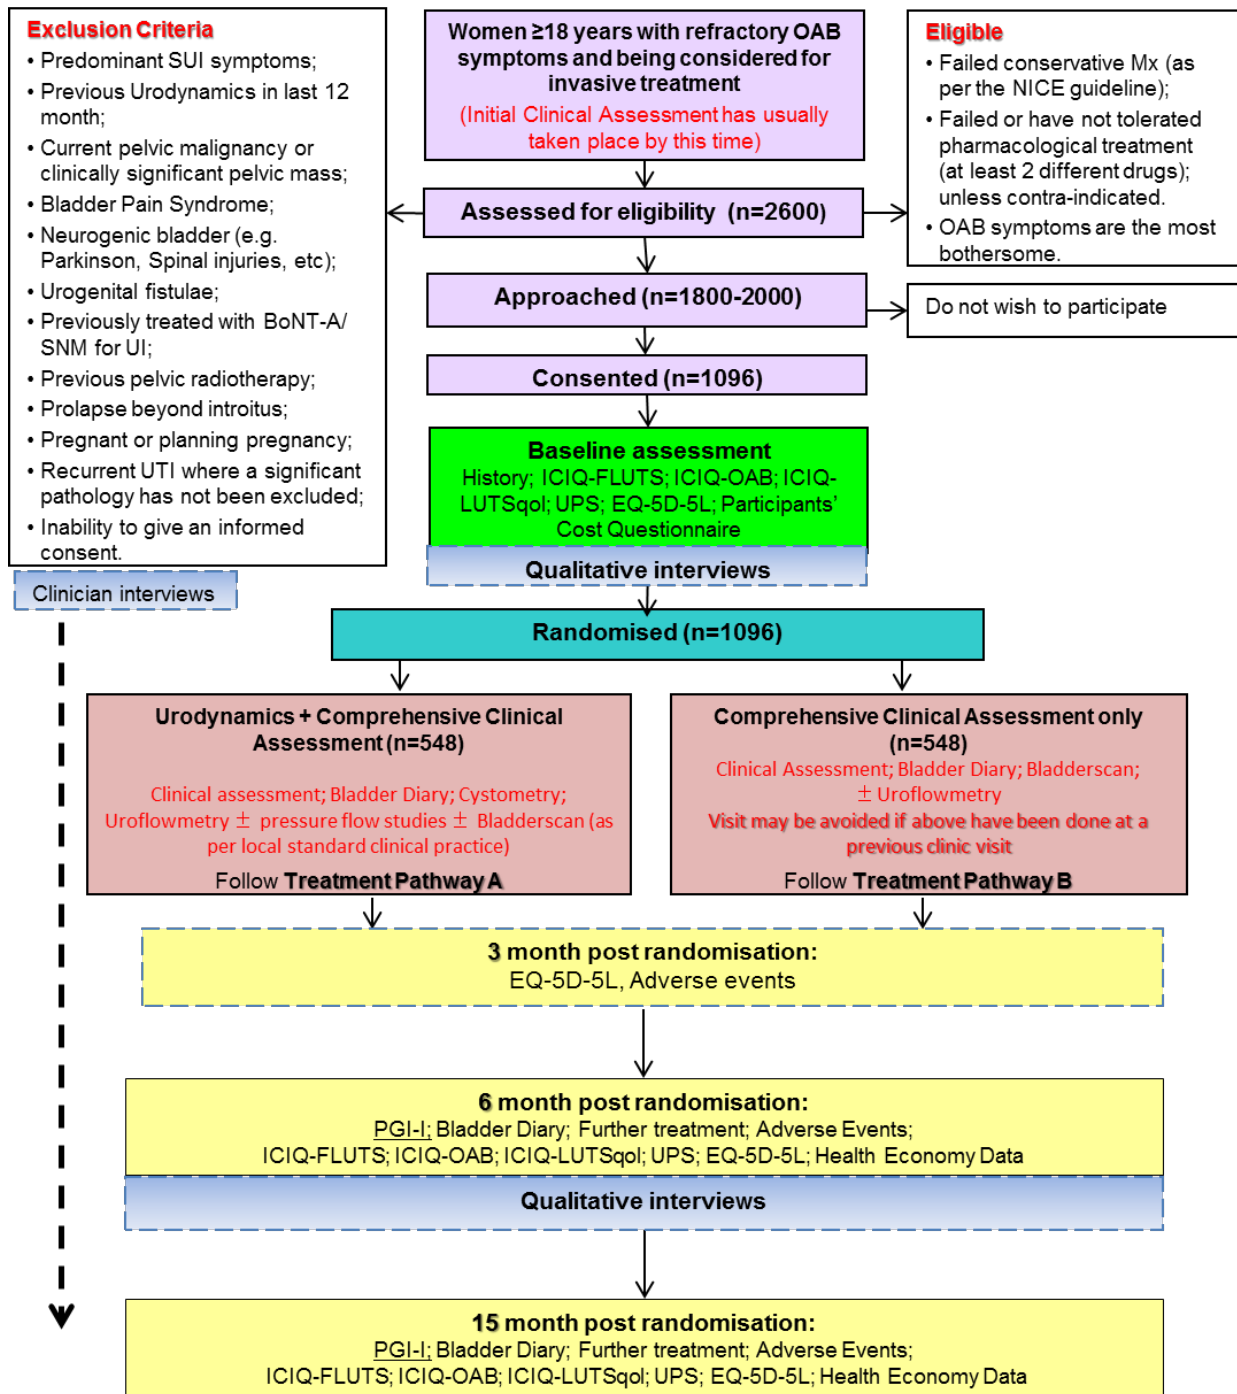 Exclusion Criteria
• Predominant SUI symptoms;
• Previous Urodynamics in last 12
month;
• Current pelvic malignancy or
clinically significant pelvic mass;
• Bladder Pain Syndrome;
• Neurogenic bladder (e.g.
Parkinson, Spinal injuries, etc);
• Urogenital fistulae;
• Previously treated with BoNT-A/
SNM for UI;
• Previous pelvic radiotherapy;
• Prolapse beyond introitus;
• Pregnant or planning pregnancy;
• Recurrent UTI where a significant
pathology has not been excluded;
• Inability to give an informed
consent.
Clinician interviews
Women ≥18 years with refractory OAB
symptoms and being considered for
invasive treatment
(Initial Clinical Assessment has usually
taken place by this time)
Eligible
• Failed conservative Mx (as
per the NICE guideline);
• Failed or have not tolerated
pharmacological treatment
(at least 2 different drugs);
unless contra-indicated.
• OAB symptoms are the most
bothersome.
Assessed for eligibility (n=2600)
Approached (n=1800-2000)
Do not wish to participate
Consented (n=1096)
Baseline assessment
History; ICIQ-FLUTS; ICIQ-OAB; ICIQ-
LUTSqol; UPS; EQ-5D-5L; Participants’
Cost Questionnaire
Qualitative interviews
Randomised (n=1096)
Urodynamics + Comprehensive Clinical
Assessment (n=548)
Clinical assessment; Bladder Diary; Cystometry;
Uroflowmetry ± pressure flow studies ± Bladderscan (as
per local standard clinical practice)
Follow Treatment Pathway A
Comprehensive Clinical Assessment only
(n=548)
Clinical Assessment; Bladder Diary; Bladderscan;
± Uroflowmetry
Visit may be avoided if above have been done at a
previous clinic visit
Follow Treatment Pathway B
3 month post randomisation:
EQ-5D-5L, Adverse events
6 month post randomisation:
PGI-I; Bladder Diary; Further treatment; Adverse Events;
ICIQ-FLUTS; ICIQ-OAB; ICIQ-LUTSqol; UPS; EQ-5D-5L; Health Economy Data
Qualitative interviews
15 month post randomisation:
PGI-I; Bladder Diary; Further treatment; Adverse Events;
ICIQ-FLUTS; ICIQ-OAB; ICIQ-LUTSqol; UPS; EQ-5D-5L; Health Economy Data